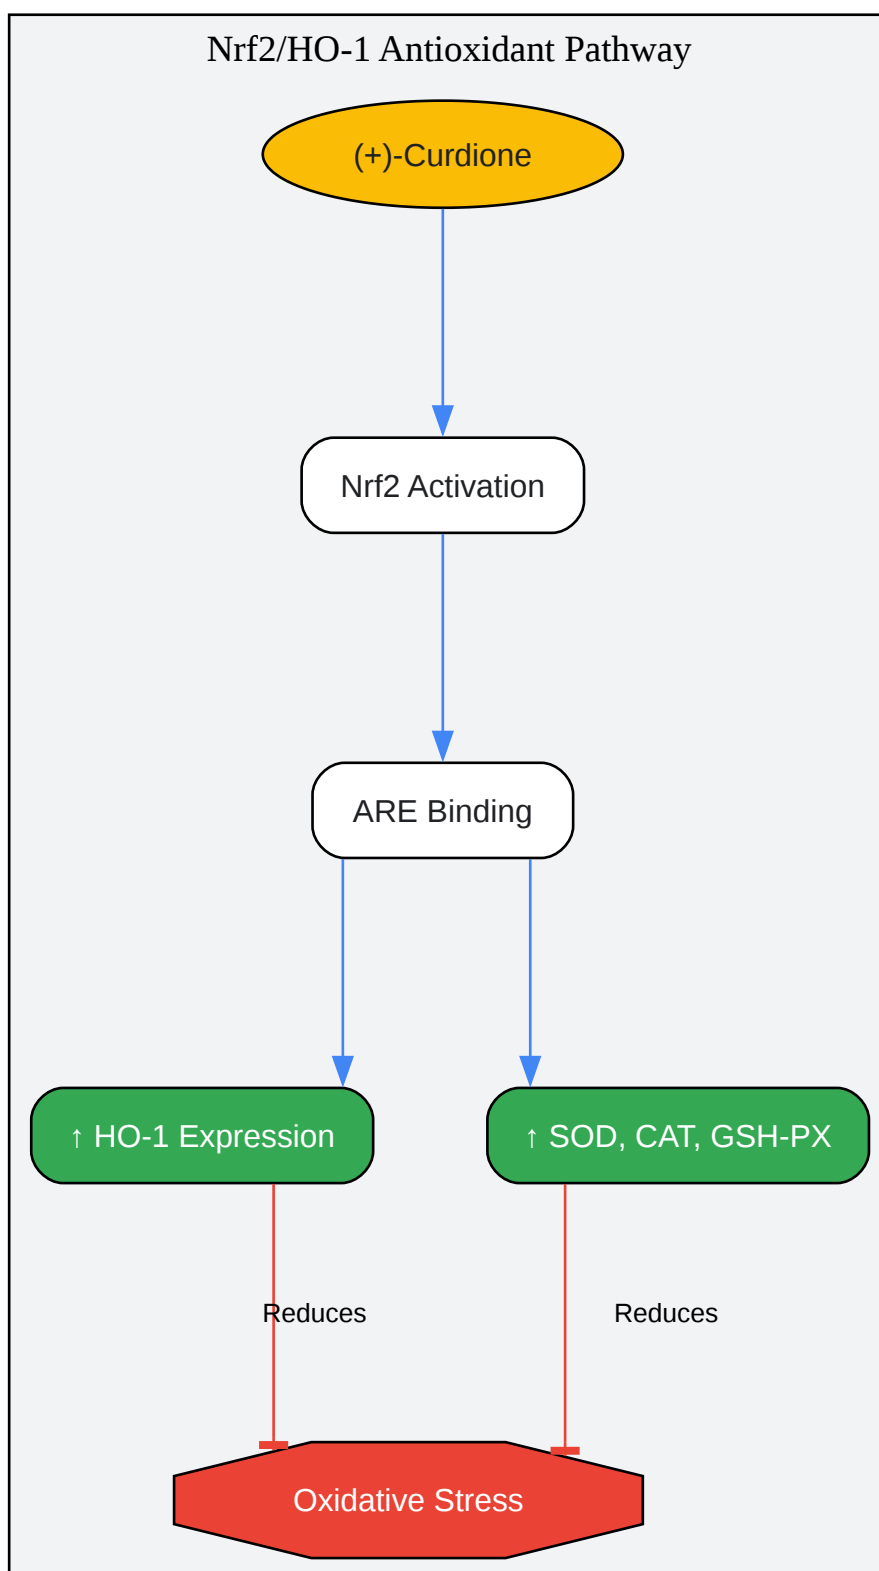 Nrf2/HO-1 Antioxidant Pathway
(+)-Curdione
Nrf2 Activation
ARE Binding
↑ HO-1 Expression
↑ SOD, CAT, GSH-PX
Reduces
Reduces
Oxidative Stress